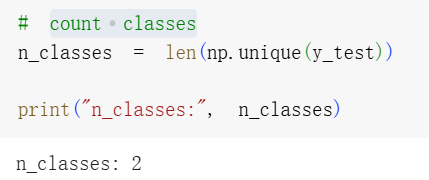 # count classes
n_classes = len(np.unique(y_test))
print("n_classes:", n_classes)
n_classes: 2